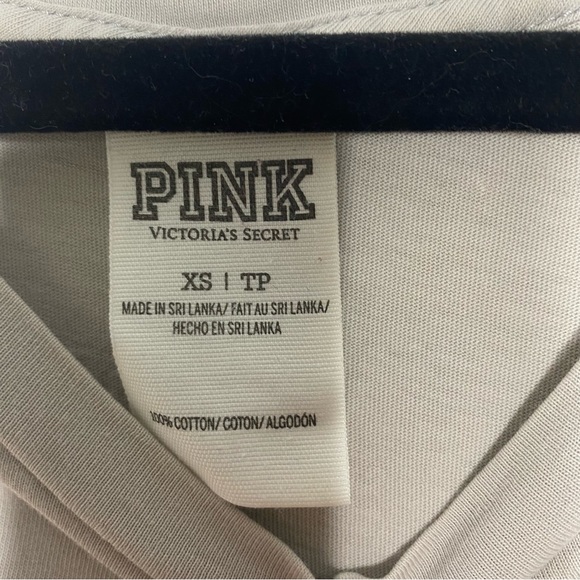 PINK
VICTORIA'S SECRET
XS | TP
MADE IN SRI LANKA/ FAIT AU SRI LANKA/
HECHO EN SRI LANKA
100% COTTON/ COTON/ ALGODÓN